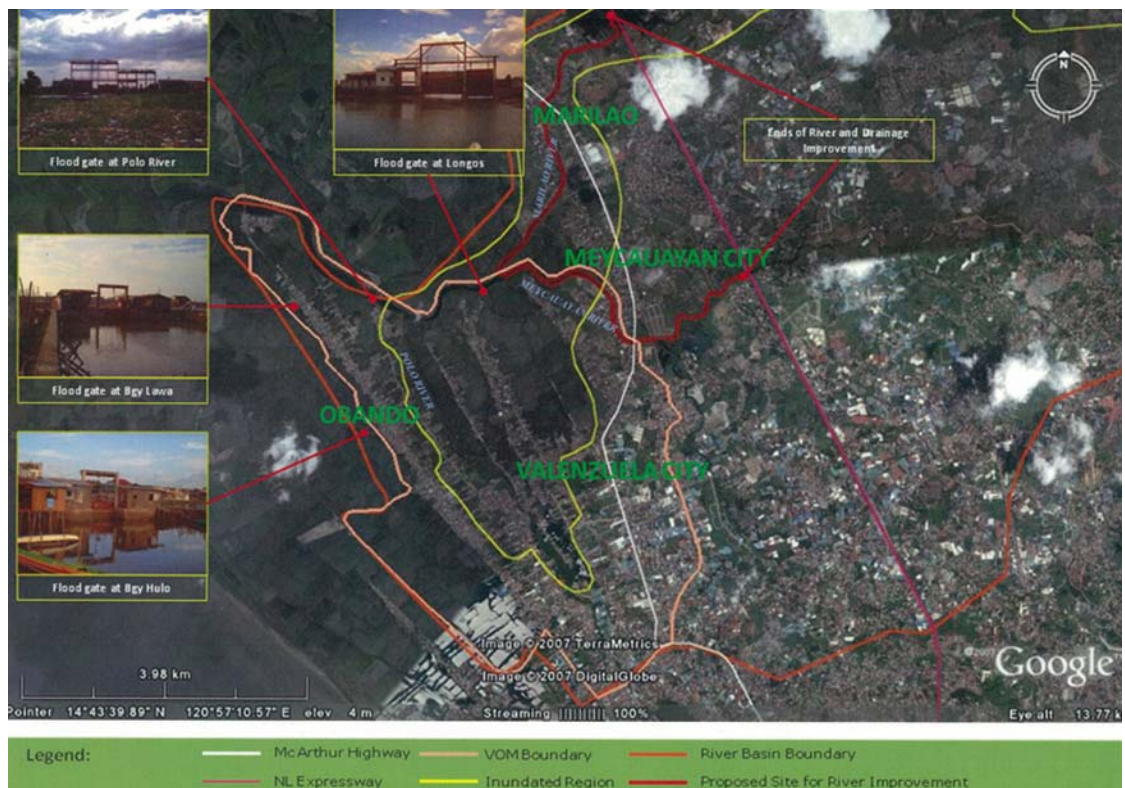 Flood gate at Polo River
Flood gate at Longos
N
MARILAO
Ends of River and Drainage
Improvement
MARILAO RIVER
MEYCAUAYAN CITY
MEYCAUAYAN RIVER
Flood gate at Bgy Lawa
POLO RIVER
OBANDO
VALENZUELA CITY
Flood gate at Bgy Hulo
Image © 2007 TerraMetrics
Image © 2007 DigitalGlobe
© 2007
Google
3.98 km
Pointer 14°43'39.89" N 120°57'10.57" E elev 4 m
Streaming 100%
Eye alt 13.77 k
Legend:
McArthur Highway
VOM Boundary
River Basin Boundary
NL Expressway
Inundated Region
Proposed Site for River Improvement